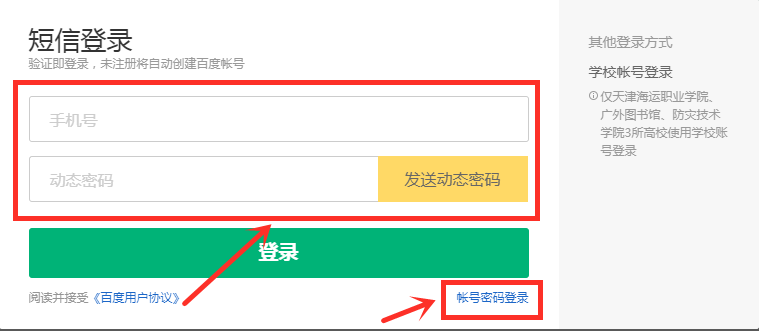 短信登录
验证即登录，未注册将自动创建百度帐号
手机号
动态密码
发送动态密码
登录
阅读并接受《百度用户协议》
帐号密码登录
其他登录方式
学校帐号登录
仅天津海运职业学院、
广外图书馆、防灾技术
学院3所高校使用学校账
号登录